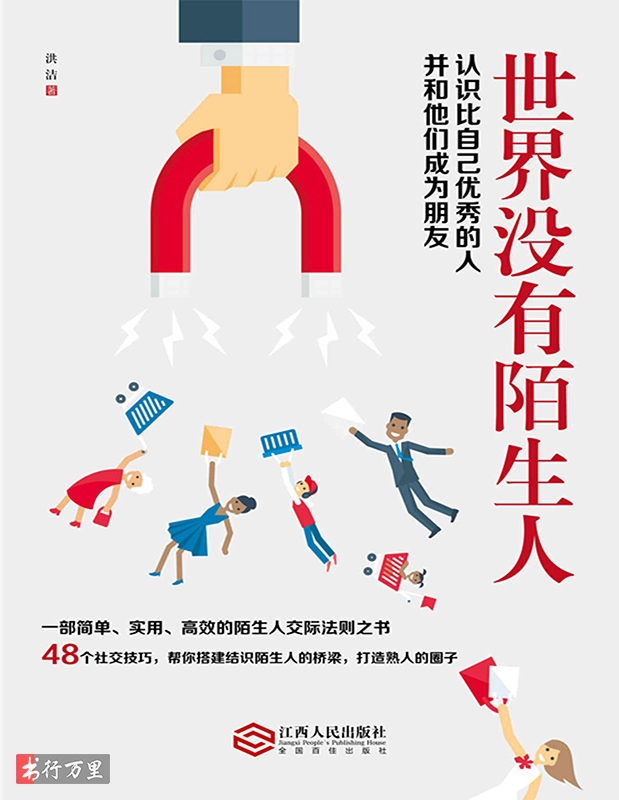 世界没有陌生人
认识比自己优秀的人
并和他们成为朋友
洪洁 著
一部简单、实用、高效的陌生人交际法则之书
48个社交技巧，帮你搭建结识陌生人的桥梁，打造熟人的圈子
江西人民出版社
Jiangxi People's Publishing House
全国百佳出版社
书行万里